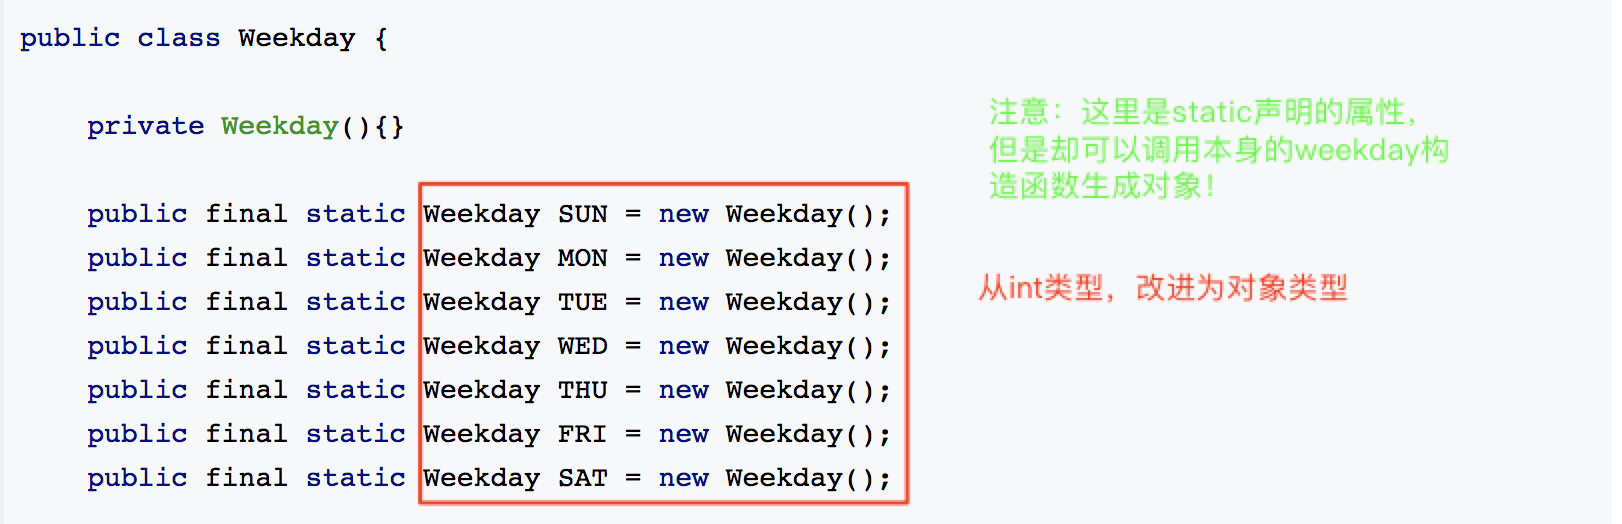 public class Weekday {
private Weekday(){}
注意：这里是static声明的属性，
但是却可以调用本身的weekday构
造函数生成对象！
public final static Weekday SUN = new Weekday();
public final static Weekday MON = new Weekday();
从int类型，改进为对象类型
public final static Weekday TUE = new Weekday();
public final static Weekday WED = new Weekday();
public final static Weekday THU = new Weekday();
public final static Weekday FRI = new Weekday();
public final static Weekday SAT = new Weekday();